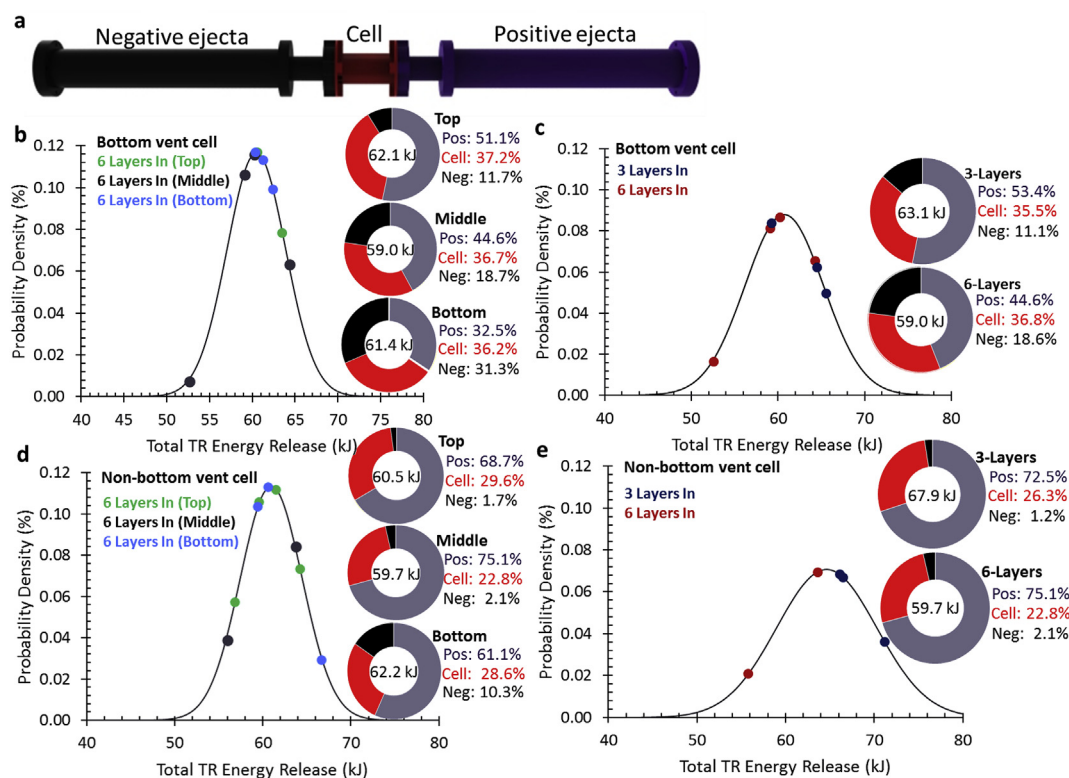 a
Negative ejecta
Cell
Positive ejecta
b
Bottom vent cell
6 Layers In (Top)
6 Layers In (Middle)
6 Layers In (Bottom)
Top
Pos: 51.1%
Cell: 37.2%
Neg: 11.7%
62.1 kJ
Middle
Pos: 44.6%
Cell: 36.7%
Neg: 18.7%
59.0 kJ
Bottom
Pos: 32.5%
Cell: 36.2%
Neg: 31.3%
61.4 kJ
Probability Density (%)
0.12
0.10
0.08
0.06
0.04
0.02
0.00
40 45 50 55 60 65 70 75 80
Total TR Energy Release (kJ)
c
Bottom vent cell
3 Layers In
6 Layers In
3-Layers
Pos: 53.4%
Cell: 35.5%
Neg: 11.1%
63.1 kJ
6-Layers
Pos: 44.6%
Cell: 36.8%
Neg: 18.6%
59.0 kJ
Probability Density (%)
0.12
0.10
0.08
0.06
0.04
0.02
0.00
40 50 60 70 80
Total TR Energy Release (kJ)
d
Non-bottom vent cell
6 Layers In (Top)
6 Layers In (Middle)
6 Layers In (Bottom)
Top
Pos: 68.7%
Cell: 29.6%
Neg: 1.7%
60.5 kJ
Middle
Pos: 75.1%
Cell: 22.8%
Neg: 2.1%
59.7 kJ
Bottom
Pos: 61.1%
Cell: 28.6%
Neg: 10.3%
62.2 kJ
Probability Density (%)
0.12
0.10
0.08
0.06
0.04
0.02
0.00
40 50 60 70 80
Total TR Energy Release (kJ)
e
Non-bottom vent cell
3 Layers In
6 Layers In
3-Layers
Pos: 72.5%
Cell: 26.3%
Neg: 1.2%
67.9 kJ
6-Layers
Pos: 75.1%
Cell: 22.8%
Neg: 2.1%
59.7 kJ
Probability Density (%)
0.12
0.10
0.08
0.06
0.04
0.02
0.00
40 50 60 70 80
Total TR Energy Release (kJ)